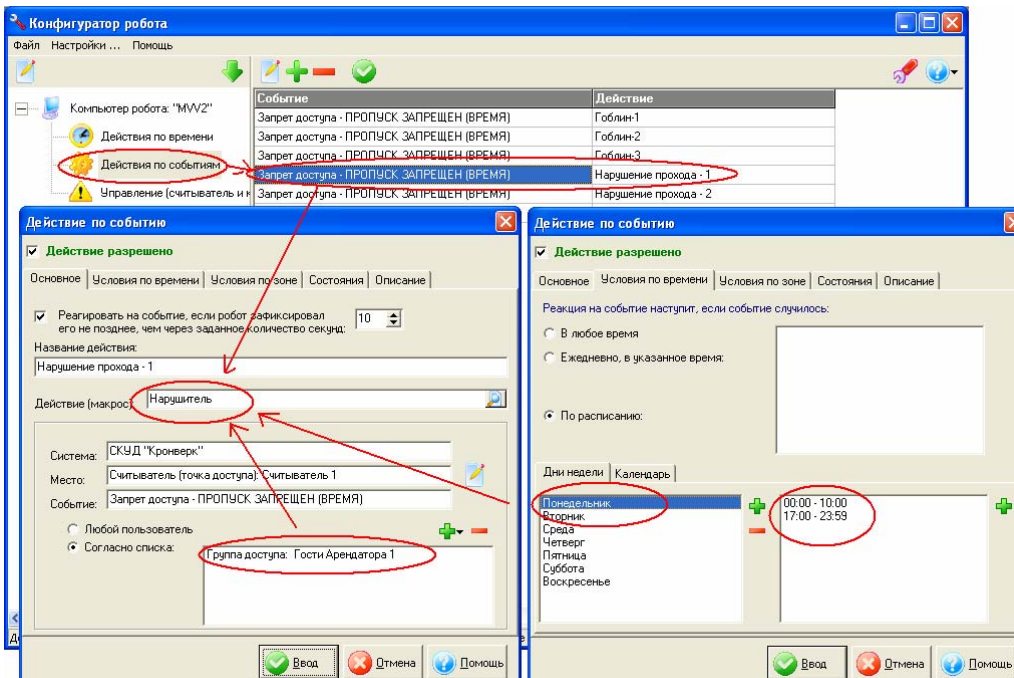 Конфигуратор робота
Файл Настройки ... Помощь
Событие Действие
Компьютер робота: "MVV2"
Действия по времени
Действия по событиям
Управление (считыватель и к
Запрет доступа - ПРОПУСК ЗАПРЕЩЕН (ВРЕМЯ) Гоблин-1
Запрет доступа - ПРОПУСК ЗАПРЕЩЕН (ВРЕМЯ) Гоблин-2
Запрет доступа - ПРОПУСК ЗАПРЕЩЕН (ВРЕМЯ) Гоблин-3
Запрет доступа - ПРОПУСК ЗАПРЕЩЕН (ВРЕМЯ) Нарушение прохода - 1
Запрет доступа - ПРОПУСК ЗАПРЕЩЕН (ВРЕМЯ) Нарушение прохода - 2
Действие по событию
Действие разрешено
Основное Условия по времени Условия по зоне Состояния Описание
Реагировать на событие, если робот зафиксировал
его не позднее, чем через заданное количество секунд: 10
Название действия:
Нарушение прохода - 1
Действие (макрос) Нарушитель
Система: СКУД "Кронверк"
Место: Считыватель (точка доступа): Считыватель 1
Событие: Запрет доступа - ПРОПУСК ЗАПРЕЩЕН (ВРЕМЯ)
Любой пользователь
Согласно списка:
Группа доступа: Гости Арендатора 1
Ввод Отмена Помощь
Действие по событию
Действие разрешено
Основное Условия по времени Условия по зоне Состояния Описание
Реакция на событие наступит, если событие случилось:
В любое время
Ежедневно, в указанное время:
По расписанию:
Дни недели Календарь
Понедельник
Вторник
Среда
Четверг
Пятница
Суббота
Воскресенье
00:00 - 10:00
17:00 - 23:59
Ввод Отмена Помощь